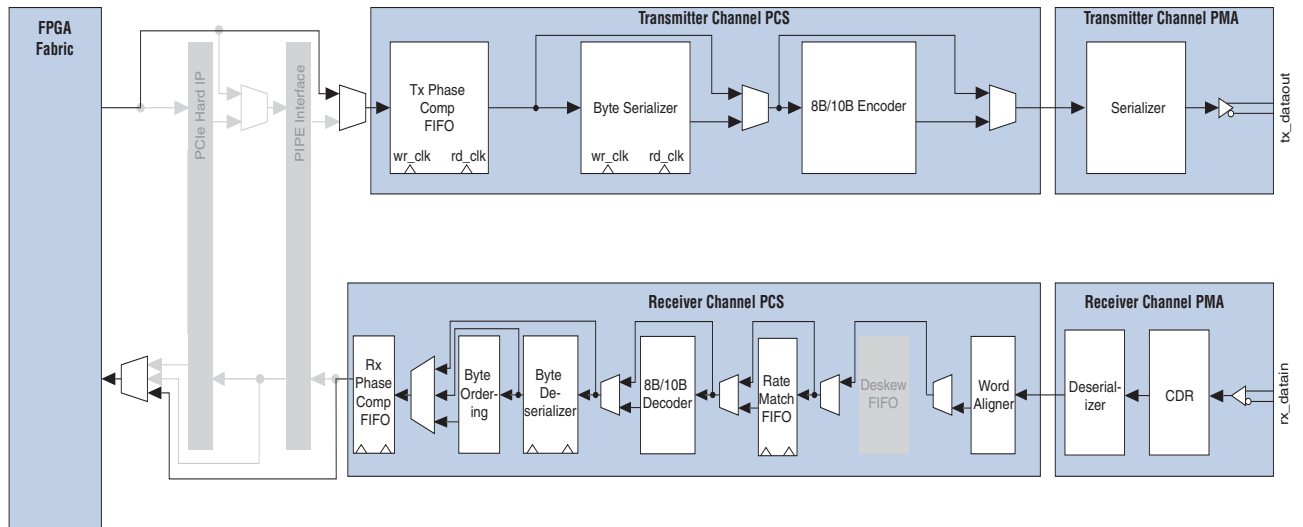 FPGA
Fabric
PCIe Hard IP
PIPE Interface
Transmitter Channel PCS
Tx Phase
Comp
FIFO
wr_clk
rd_clk
Byte Serializer
wr_clk
rd_clk
8B/10B Encoder
Transmitter Channel PMA
Serializer
tx_dataout
Receiver Channel PCS
Rx
Phase
Comp
FIFO
Byte
Order-
ing
Byte
De-
serializer
8B/10B
Decoder
Rate
Match
FIFO
Deskew
FIFO
Word
Aligner
Receiver Channel PMA
Deserial-
izer
CDR
rx_datain